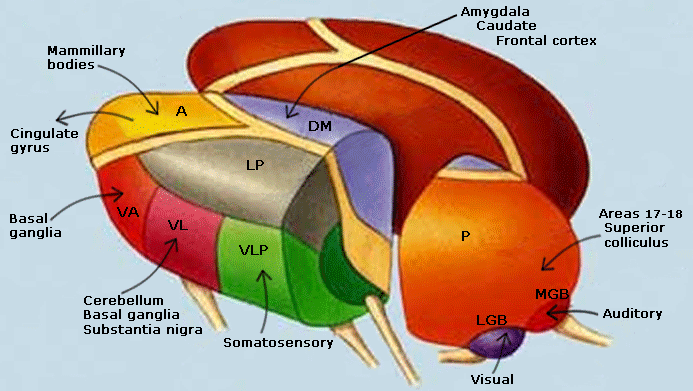 Amygdala
Caudate
Frontal cortex
Mammillary
bodies
A
DM
Cingulate
gyrus
LP
Basal
ganglia
VA
VL
VLP
P
Areas 17-18
Superior
colliculus
Cerebellum
Basal ganglia
Substantia nigra
Somatosensory
MGB
LGB
Auditory
Visual